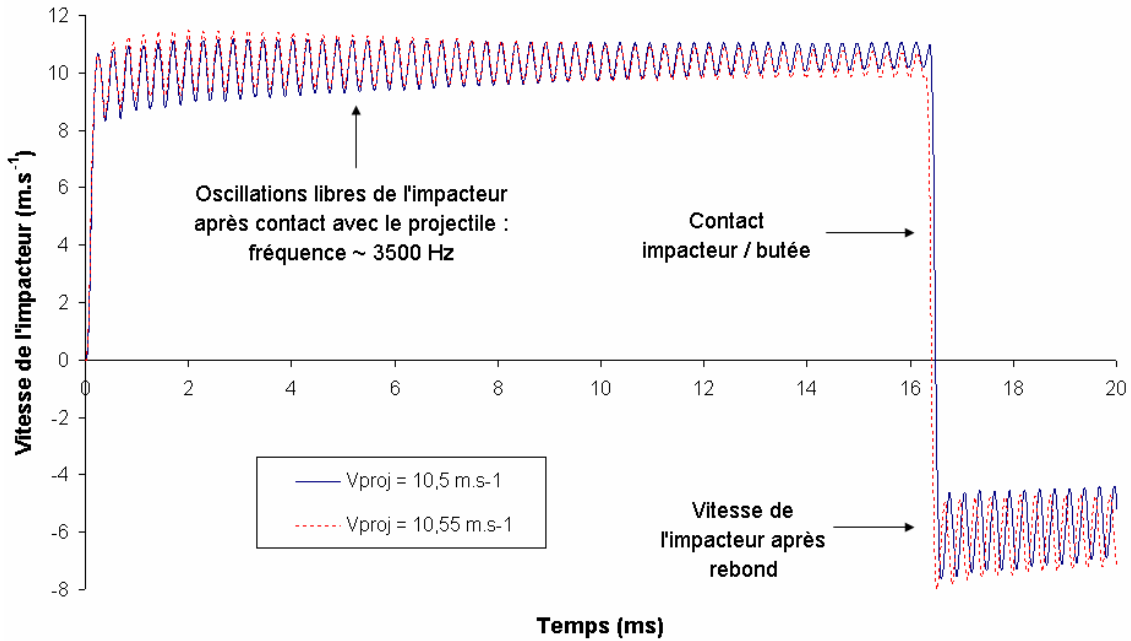 12
10
8
6
4
2
0
-2
-4
-6
-8
0
2
4
6
8
10
12
14
16
18
20
Vitesse de l'impacteur (m.s-1)
Temps (ms)
Oscillations libres de l'impacteur
après contact avec le projectile :
fréquence ~ 3500 Hz
Contact
impacteur / butée
Vproj = 10,5 m.s-1
Vproj = 10,55 m.s-1
Vitesse de
l'impacteur après
rebond